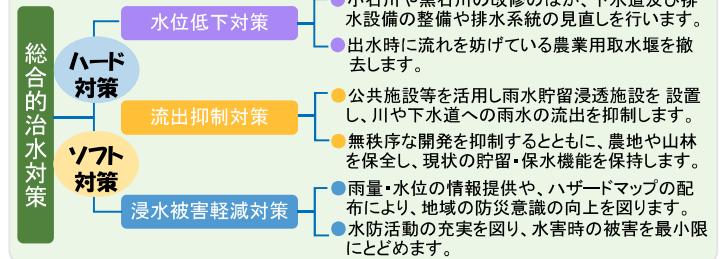 総合的治水対策
ハード
対策
ソフト
対策
水位低下対策
水設備の整備や排水系統の見直しを行います。
●出水時に流れを妨げている農業用取水堰を撤
去します。
流出抑制対策
●公共施設等を活用し雨水貯留浸透施設を 設置
し、川や下水道への雨水の流出を抑制します。
●無秩序な開発を抑制するとともに、農地や山林
を保全し、現状の貯留・保水機能を保持します。
浸水被害軽減対策
●雨量・水位の情報提供や、ハザードマップの配
布により、地域の防災意識の向上を図ります。
●水防活動の充実を図り、水害時の被害を最小限
にとどめます。